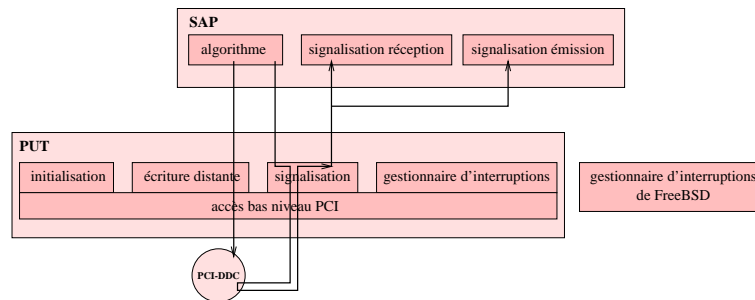 SAP
algorithme
signalisation réception
signalisation émission
PUT
initialisation
écriture distante
signalisation
gestionnaire d'interruptions
accès bas niveau PCI
gestionnaire d'interruptions
de FreeBSD
PCI-DDC